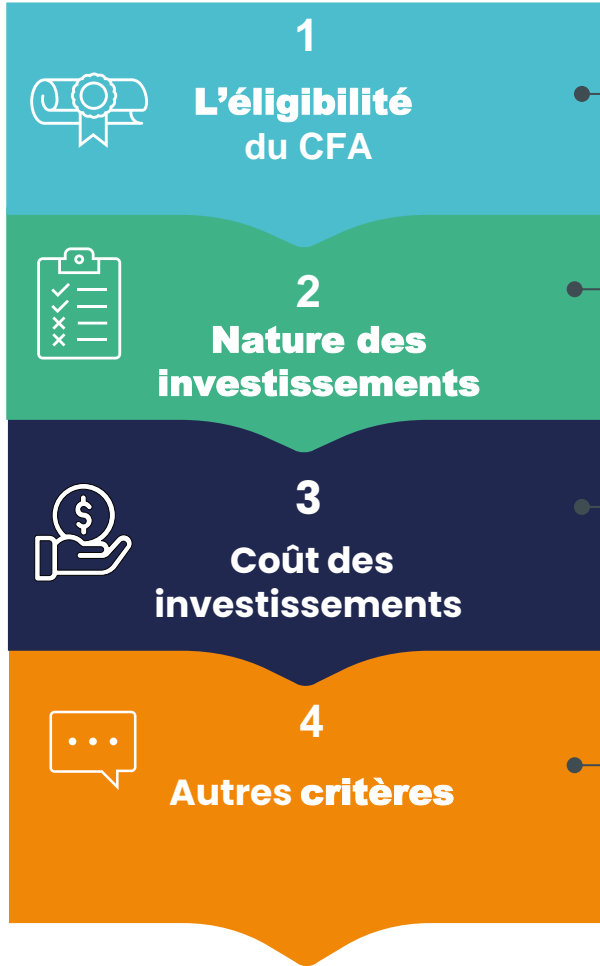 1
L’éligibilité
du CFA
2
Nature des
investissements
$
3
Coût des
investissements
4
Autres critères